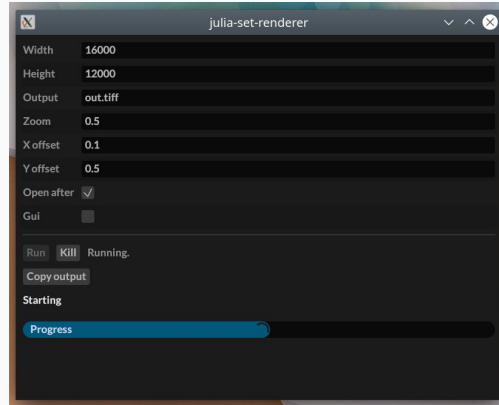 julia-set-renderer
Width 16000
Height 12000
Output out.tiff
Zoom 0.5
X offset 0.1
Y offset 0.5
Open after
Gui
Run Kill Running.
Copy output
Starting
Progress